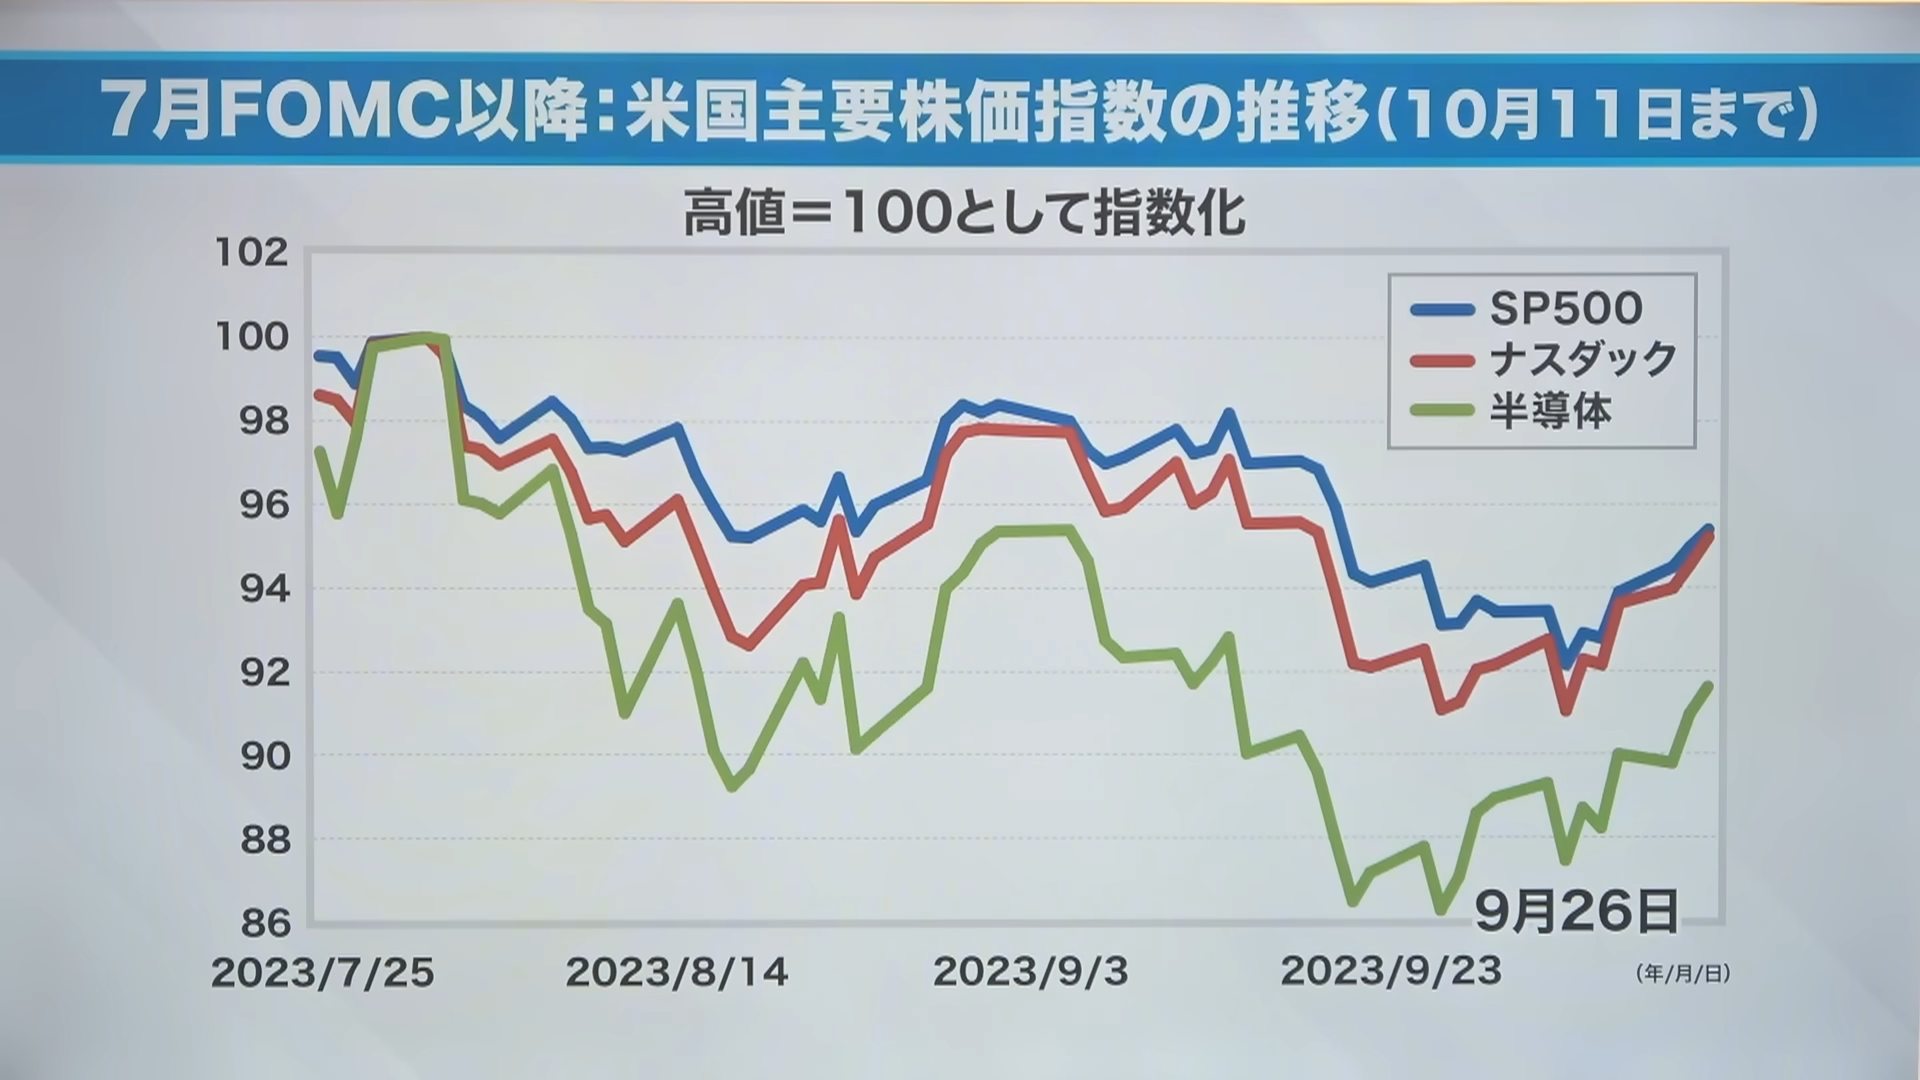 7月FOMC以降:米国主要株価指数の推移(10月11日まで)
高値=100として指数化
102
100
98
96
94
92
90
88
86
SP500
ナスダック
半導体
9月26日
2023/7/25
2023/8/14
2023/9/3
2023/9/23
(年/月/日)